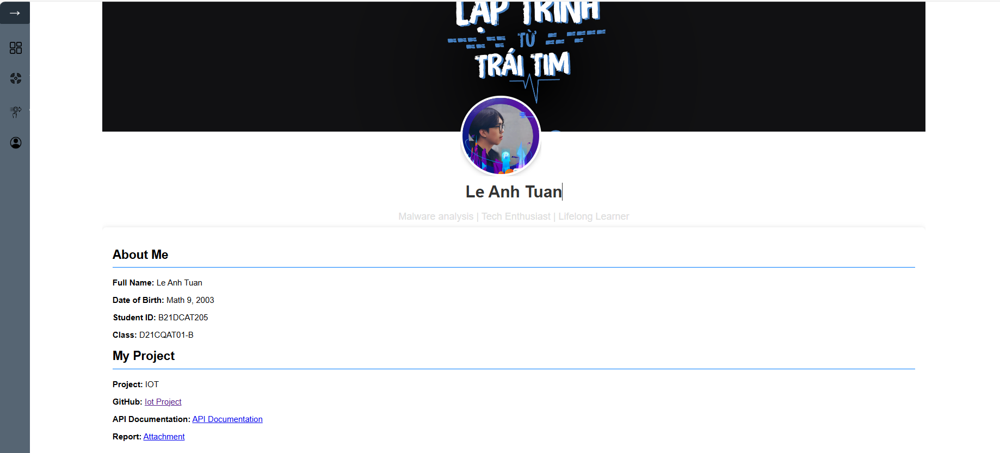 →
LẬP TRÌNH
TỪ
TRÁI TIM
P
Le Anh Tuan
Malware analysis | Tech Enthusiast | Lifelong Learner
About Me
Full Name: Le Anh Tuan
Date of Birth: Math 9, 2003
Student ID: B21DCAT205
Class: D21CQAT01-B
My Project
Project: IOT
GitHub: Iot Project
API Documentation: API Documentation
Report: Attachment